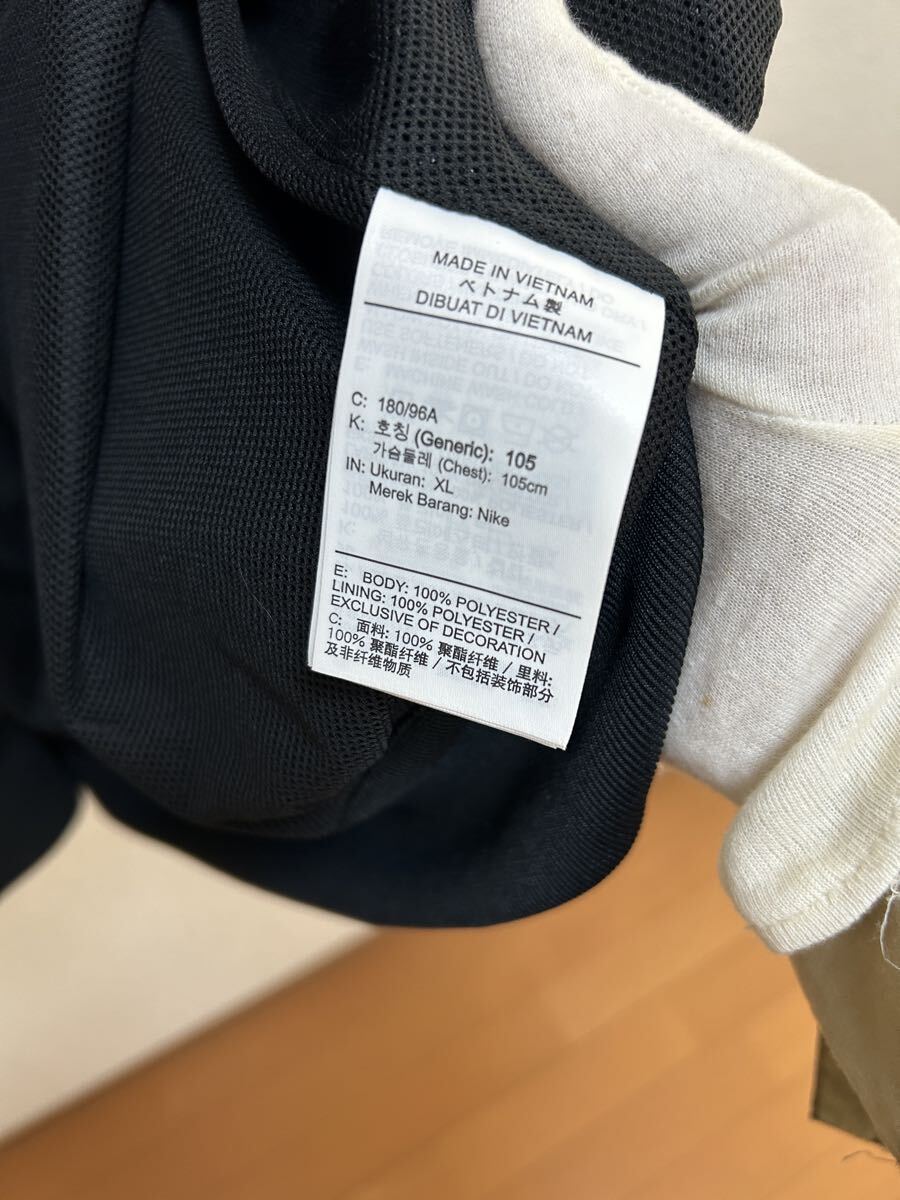 MADE IN VIETNAM
ベトナム製
DIBUAT DI VIETNAM
C: 180/96A
K: 호칭 (Generic): 105
가슴둘레 (Chest): 105cm
IN: Ukuran: XL
Merek Barang: Nike
E: BODY: 100% POLYESTER /
LINING: 100% POLYESTER /
EXCLUSIVE OF DECORATION
C: 面料: 100% 聚酯纤维 / 里料:
100% 聚酯纤维 / 不包括装饰部分
及非纤维物质